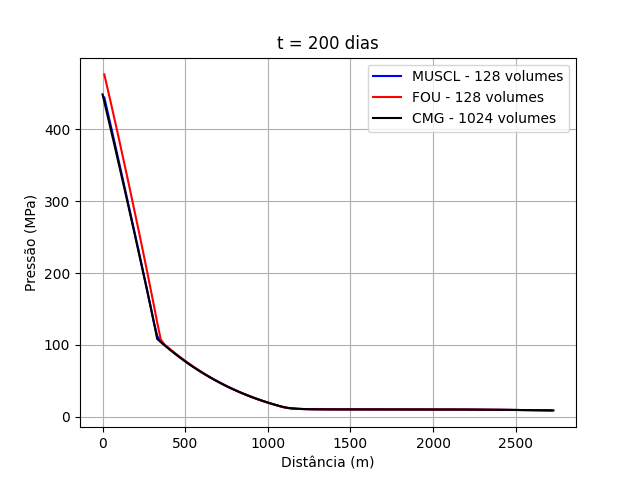 t = 200 dias
MUSCL - 128 volumes
FOU - 128 volumes
CMG - 1024 volumes
Pressão (MPa)
400
300
200
100
0
0 500 1000 1500 2000 2500
Distância (m)